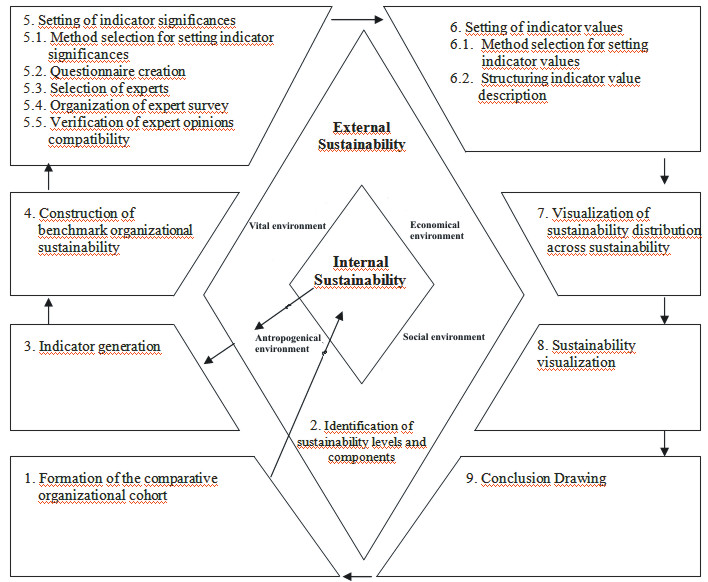 5. Setting of indicator significances
5.1. Method selection for setting indicator
significances
5.2. Questionnaire creation
5.3. Selection of experts
5.4. Organization of expert survey
5.5. Verification of expert opinions
compatibility
6. Setting of indicator values
6.1. Method selection for setting
indicator values
6.2. Structuring indicator value
description
External
Sustainability
4. Construction of
benchmark organizational
sustainability
Vital environment
Economical
environment
7. Visualization of
sustainability distribution
across sustainability
Internal
Sustainability
3. Indicator generation
Antropogenical
environment
Social environment
8. Sustainability
visualization
2. Identification of
sustainability levels and
components
1. Formation of the comparative
organizational cohort
9. Conclusion Drawing